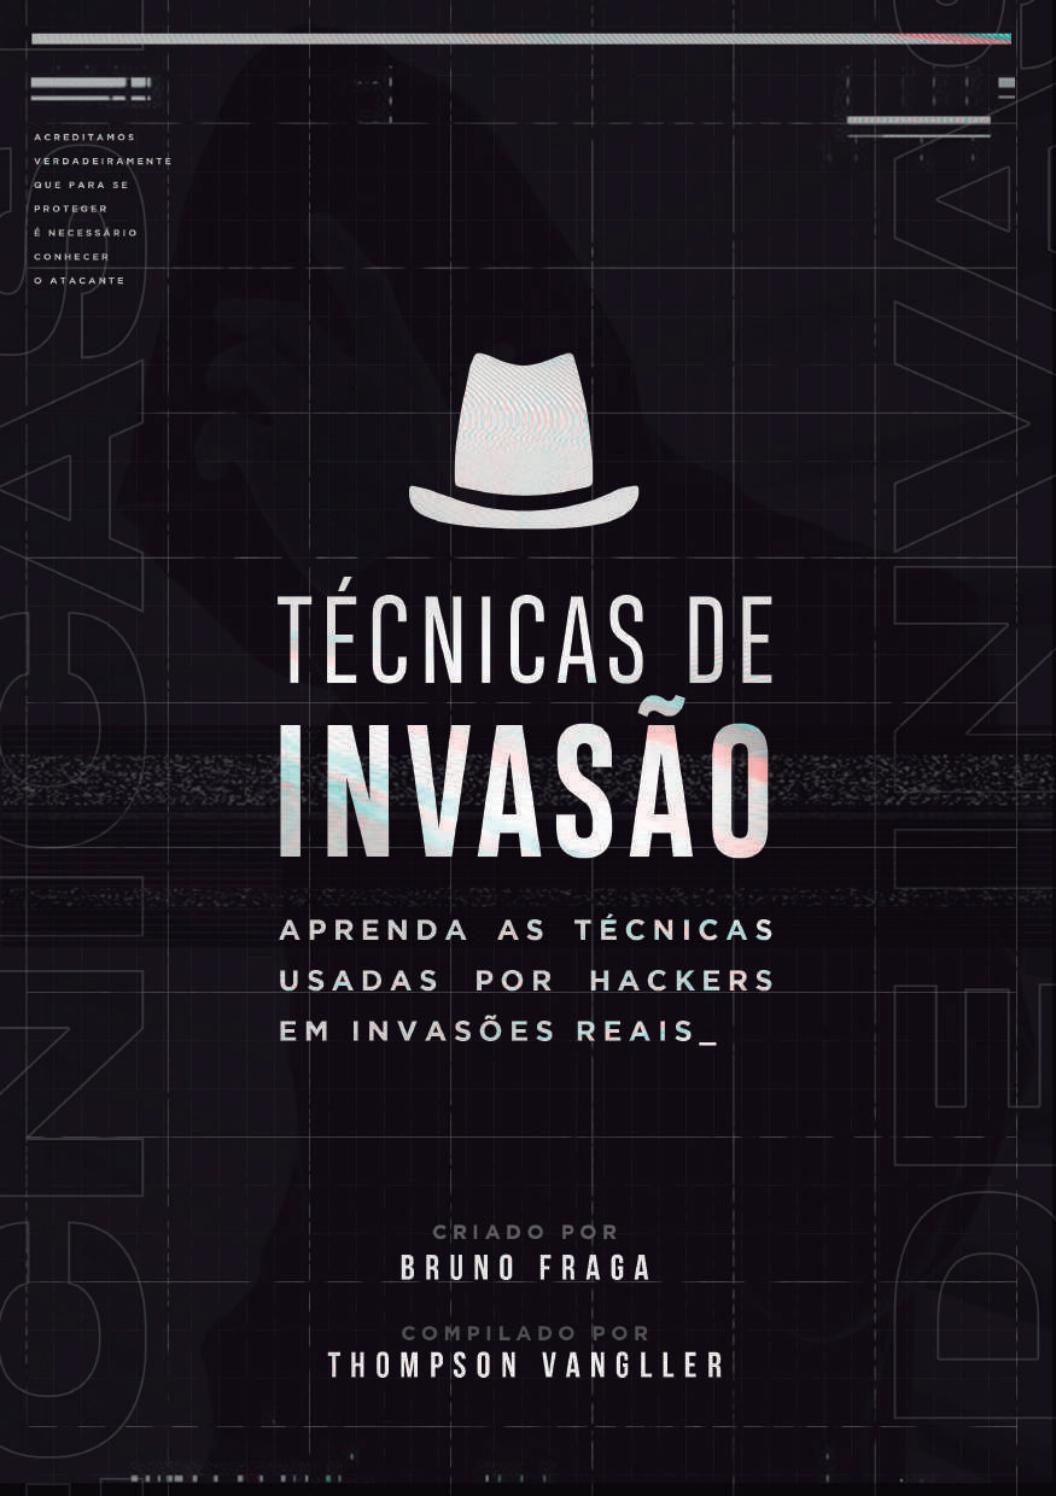 ACREDITAMOS
VERDADEIRAMENTE
QUE PARA SE
PROTEGER
É NECESSÁRIO
CONHECER
O ATACANTE
TÉCNICAS DE
INVASÃO
APRENDA AS TÉCNICAS
USADAS POR HACKERS
EM INVASÕES REAIS_
CRIADO POR
BRUNO FRAGA
COMPILADO POR
THOMPSON VANGLLER